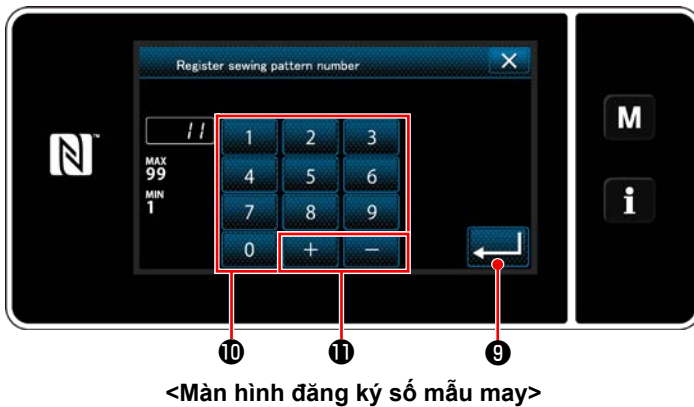 Register sewing pattern number
11
MAX
99
MIN
1
1 2 3
4 5 6
7 8 9
0 + −
M
i
❿ ⓫ ❾
<Màn hình đăng ký số mẫu may>